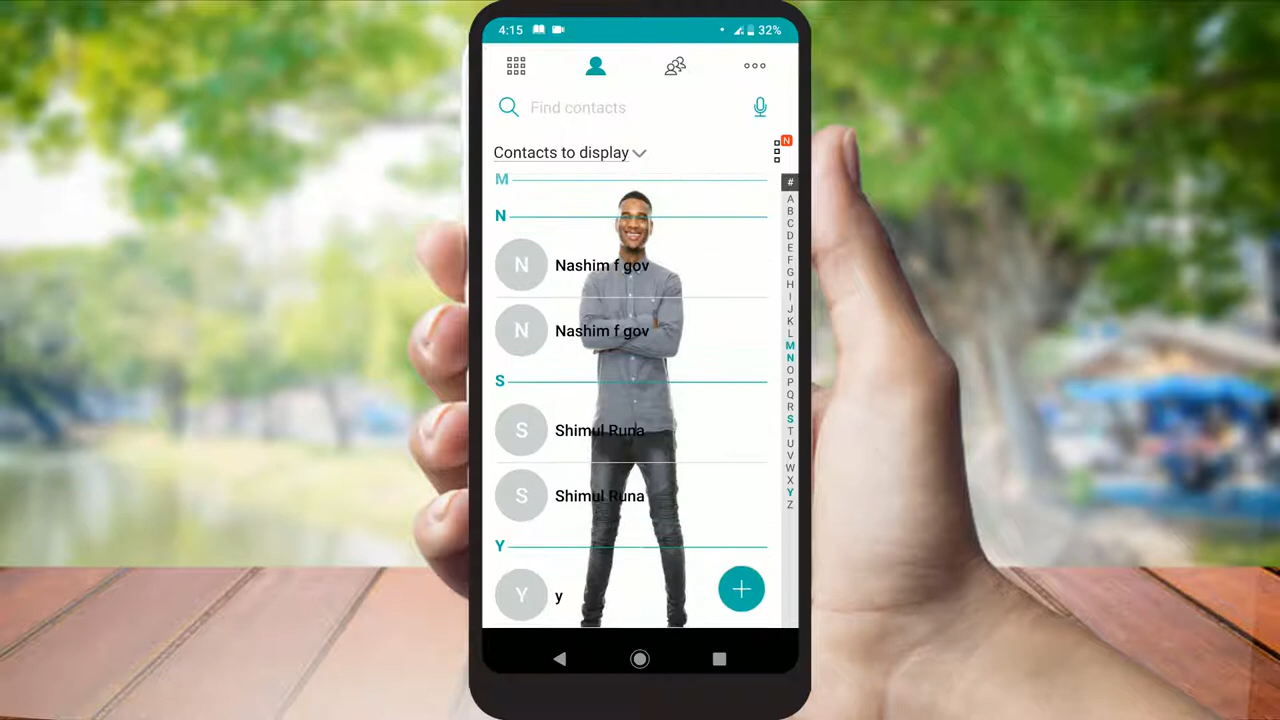 4:15
32%
Find contacts
Contacts to display
N
M
N
N
Nashim f gov
N
Nashim f gov
S
S
Shimul Runa
S
Shimul Runa
Y
Y
y
#
A
B
C
D
E
F
G
H
I
J
K
L
M
N
O
P
Q
R
S
T
U
V
W
X
Y
Z